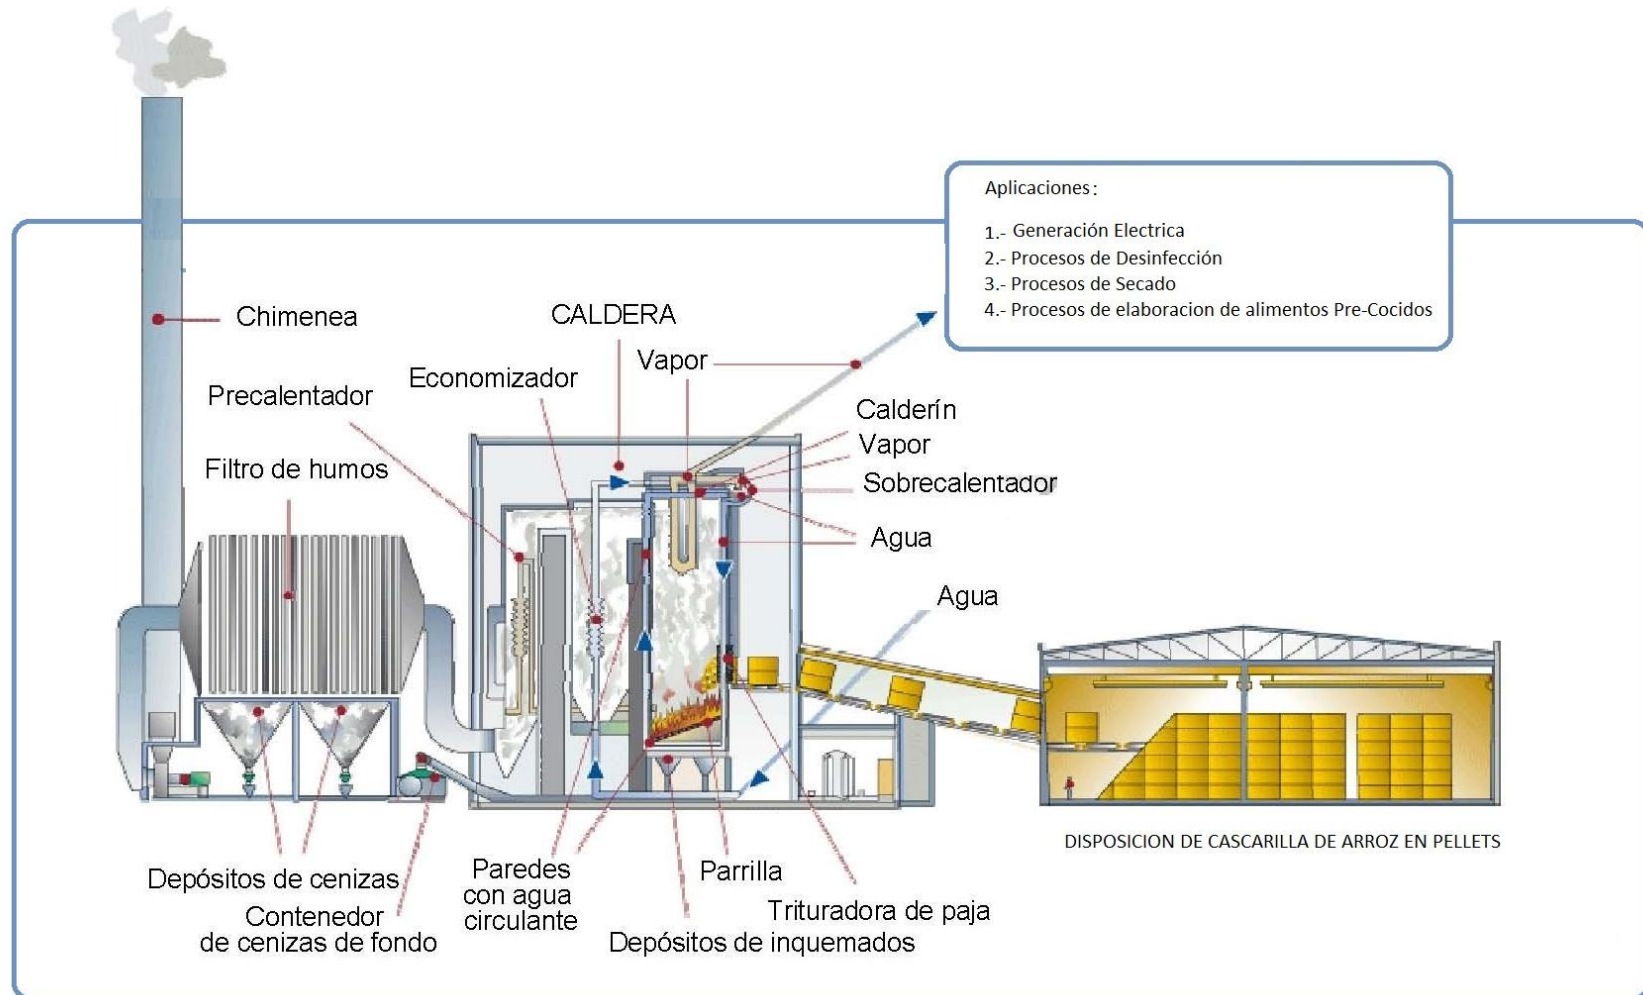 Aplicaciones:
1.- Generación Electrica
2.- Procesos de Desinfección
3.- Procesos de Secado
4.- Procesos de elaboracion de alimentos Pre-Cocidos
Chimenea
CALDERA
Vapor
Economizador
Precalentador
Calderín
Vapor
Filtro de humos
Sobrecalentador
Agua
Agua
DISPOSICION DE CASCARILLA DE ARROZ EN PELLETS
Depósitos de cenizas
Contenedor
de cenizas de fondo
Paredes
con agua
circulante
Parrilla
Trituradora de paja
Depósitos de inquemados